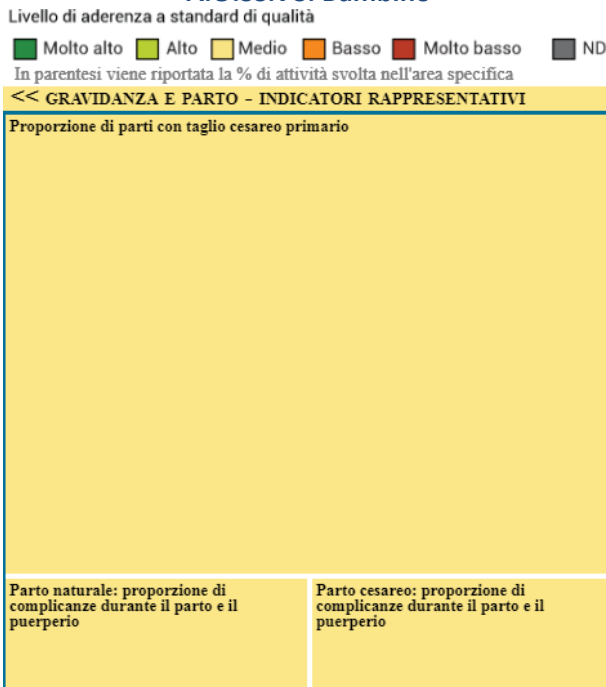 Livello di aderenza a standard di qualità
Molto alto Alto Medio Basso Molto basso ND
In parentesi viene riportata la % di attività svolta nell'area specifica
<< GRAVIDANZA E PARTO - INDICATORI RAPPRESENTATIVI
Proporzione di parti con taglio cesareo primario
Parto naturale: proporzione di
complicanze durante il parto e il
puerperio
Parto cesareo: proporzione di
complicanze durante il parto e il
puerperio